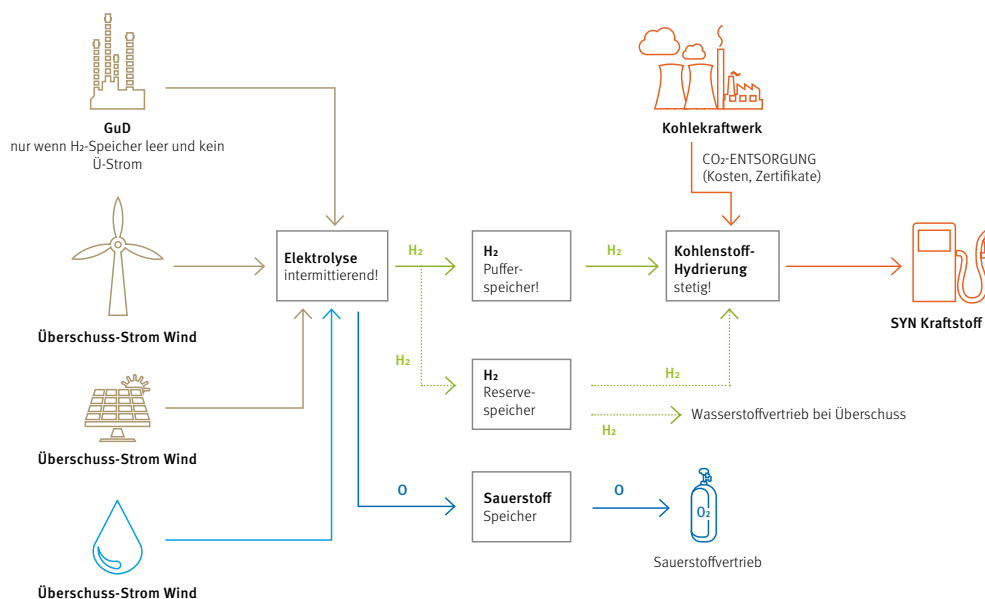 GuD
nur wenn H₂-Speicher leer und kein
Ü-Strom
Kohlekraftwerk
CO₂-ENTSORGUNG
(Kosten, Zertifikate)
Überschuss-Strom Wind
Elektrolyse
intermittierend!
H₂
H₂
Puffer-
speicher!
H₂
Kohlenstoff-
Hydrierung
stetig!
SYN Kraftstoff
Überschuss-Strom Wind
H₂
H₂
Reserve-
speicher
H₂
H₂
Wasserstoffvertrieb bei Überschuss
O
Sauerstoff
Speicher
O
O₂
Sauerstoffvertrieb
Überschuss-Strom Wind